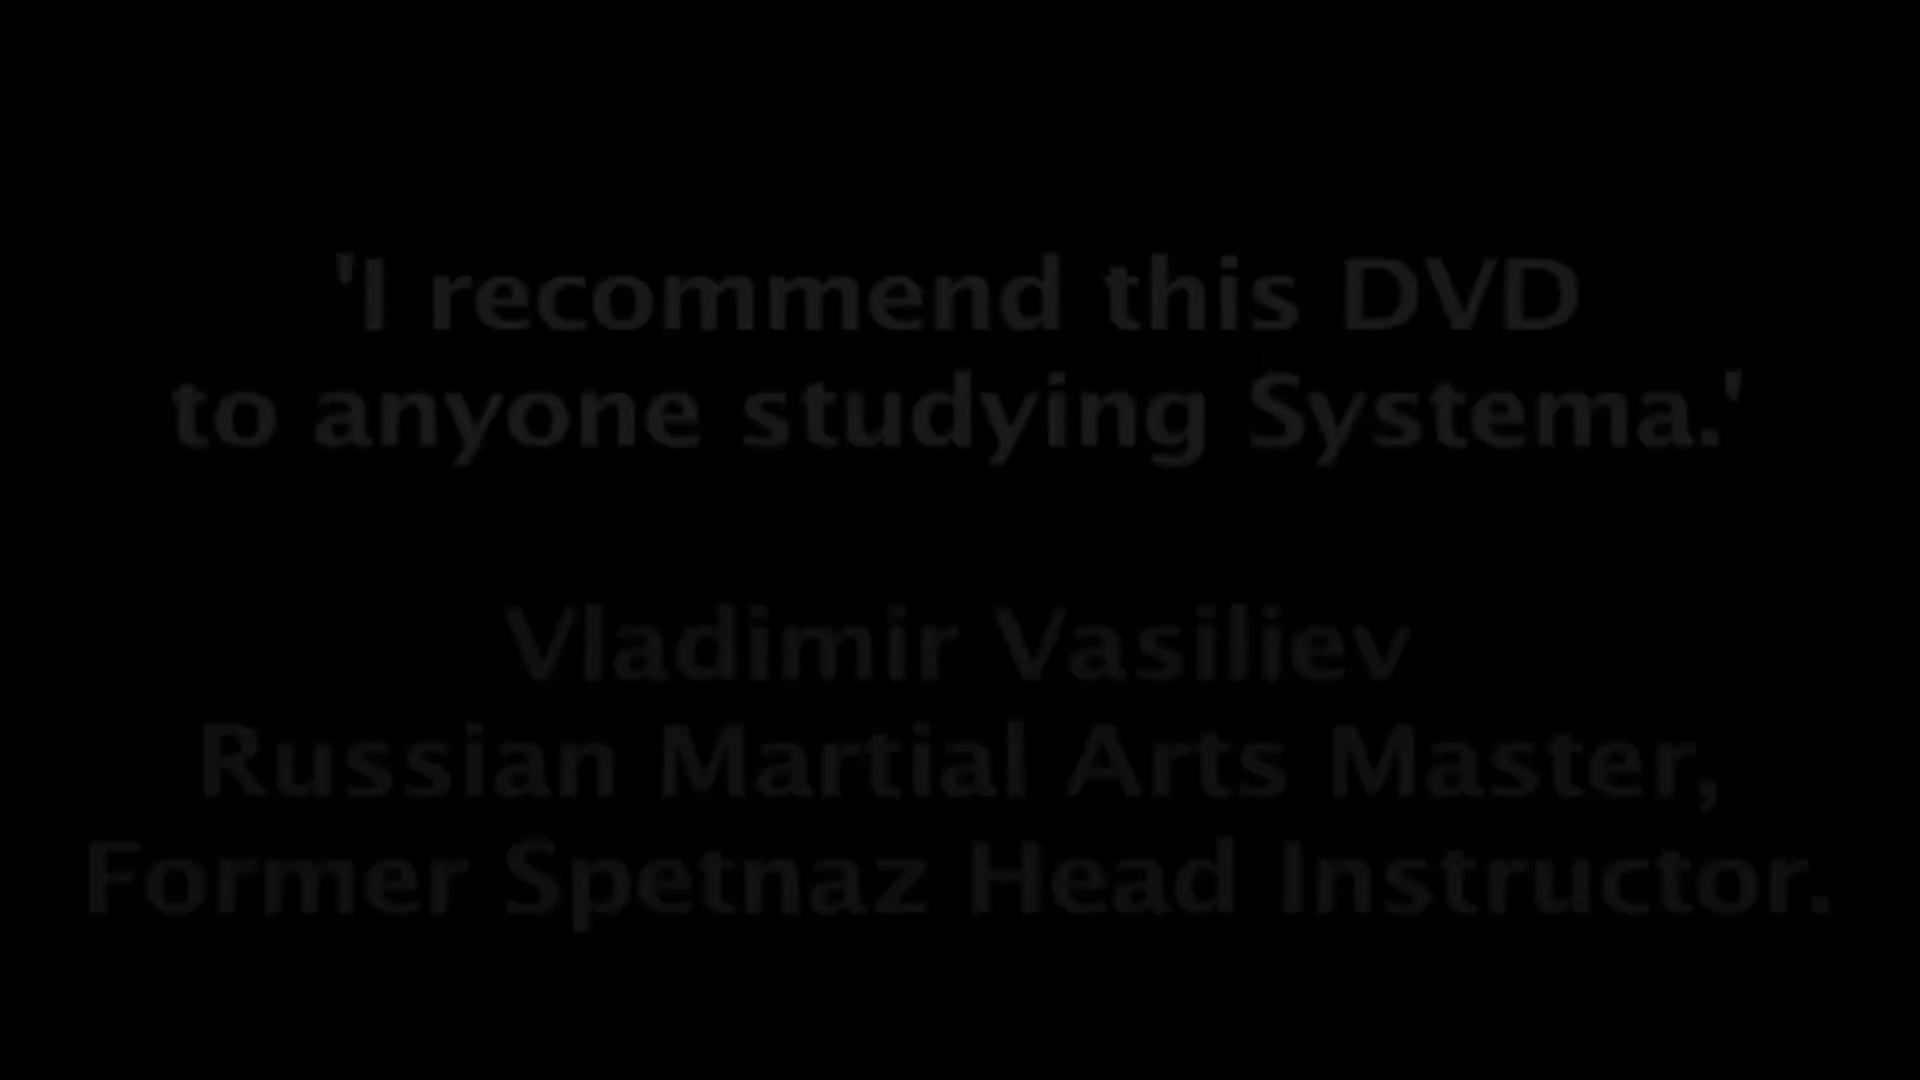 'I recommend this DVD
to anyone studying Systema.'
Vladimir Vasiliev
Russian Martial Arts Master,
Former Spetnaz Head Instructor.